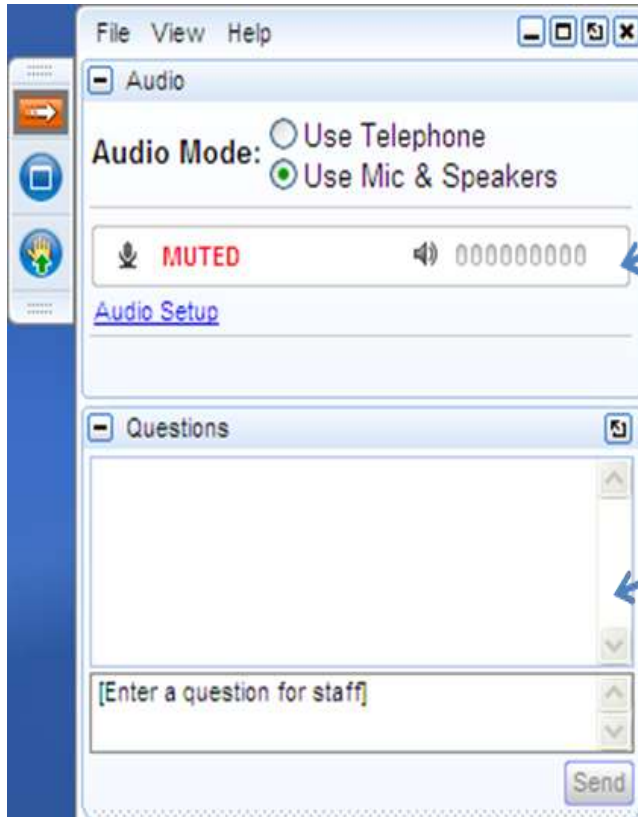 File View Help
Audio
Audio Mode:
Use Telephone
Use Mic & Speakers
MUTED 000000000
Audio Setup
Questions
[Enter a question for staff]
Send